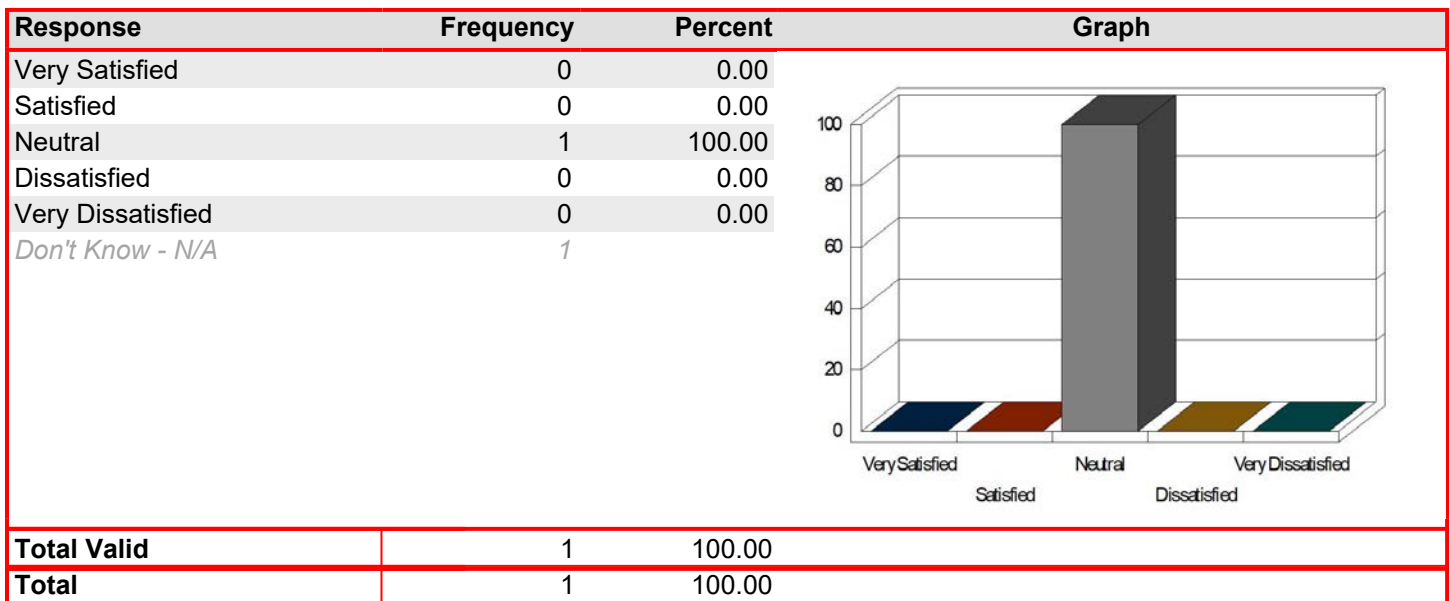 Response Frequency Percent Graph
Very Satisfied 0 0.00
Satisfied 0 0.00
Neutral 1 100.00
Dissatisfied 0 0.00
Very Dissatisfied 0 0.00
Don't Know - N/A 1
100
80
60
40
20
0
Very Satisfied Neutral Very Dissatisfied
Satisfied Dissatisfied
Total Valid 1 100.00
Total 1 100.00